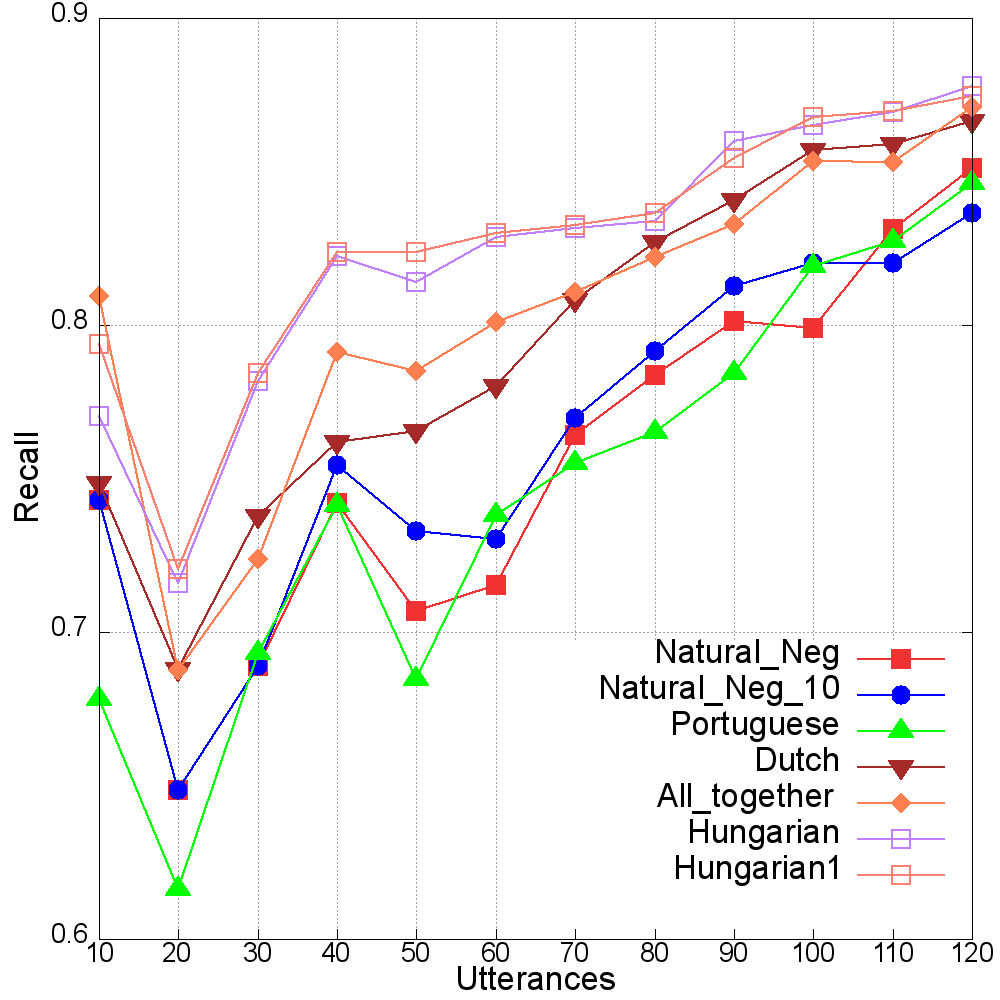 0.9
0.8
0.7
0.6
Recall
Natural_Neg
Natural_Neg_10
Portuguese
Dutch
All_together
Hungarian
Hungarian1
10 20 30 40 50 60 70 80 90 100 110 120
Utterances